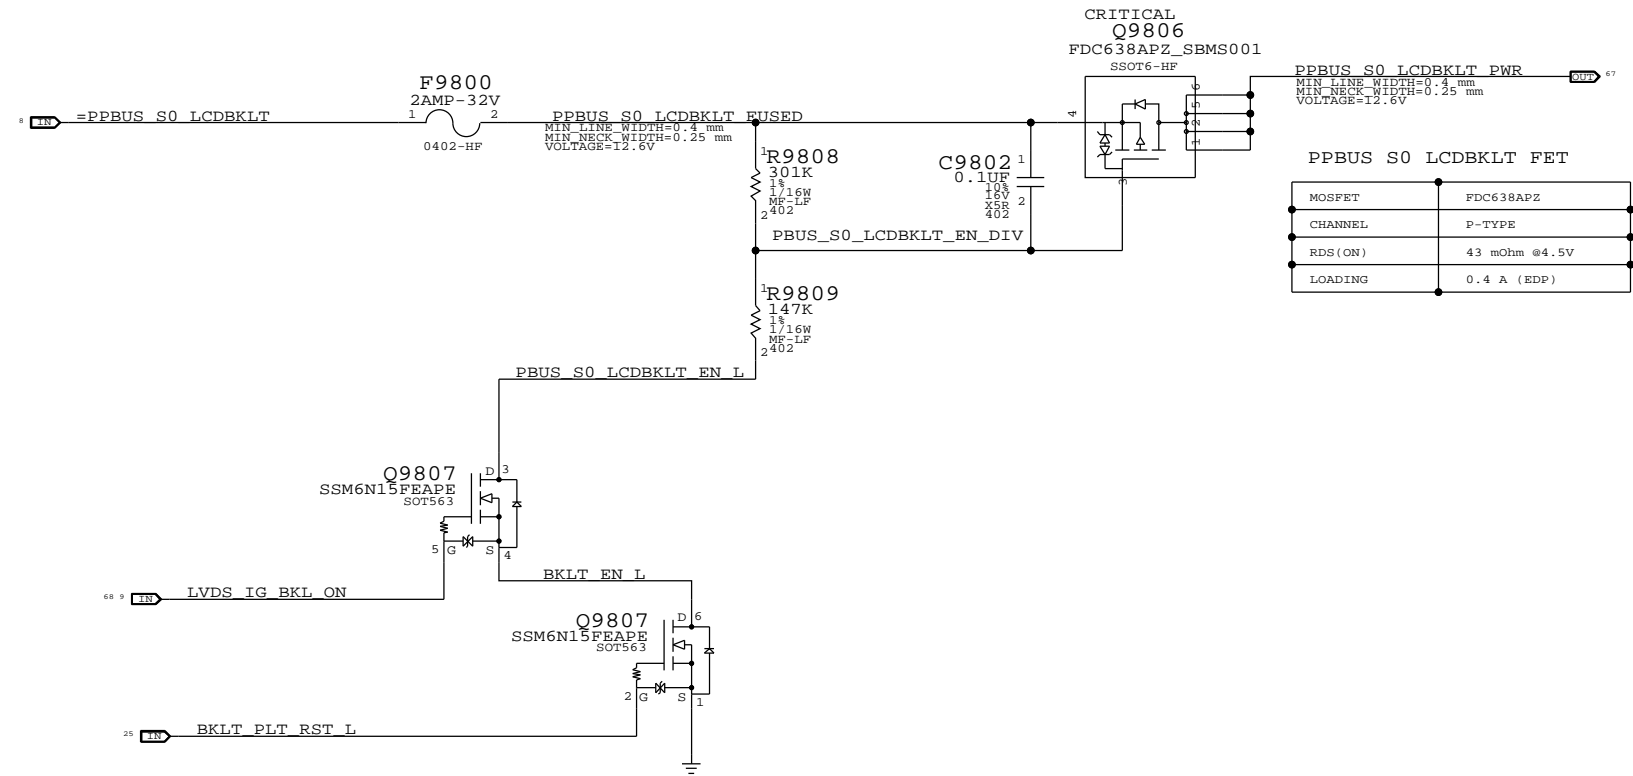 CRITICAL
Q9806
FDC638APZ_SBMS001
SSOT6-HF
F9800
2AMP-32V
1 2
0402-HF
8 IN =PPBUS_S0_LCDBKLT
PPBUS_S0_LCDBKLT_FUSED
MIN_LINE_WIDTH=0.4 mm
MIN_NECK_WIDTH=0.25 mm
VOLTAGE=12.6V
4
6
5
2
1
3
PPBUS_S0_LCDBKLT_PWR
MIN_LINE_WIDTH=0.4 mm
MIN_NECK_WIDTH=0.25 mm
VOLTAGE=12.6V
OUT 67
1 R9808
301K
1%
1/16W
MF-LF
2 402
C9802 1
0.1UF
10%
16V
X5R
402
2
PBUS_S0_LCDBKLT_EN_DIV
PPBUS S0 LCDBKLT FET
MOSFET FDC638APZ
CHANNEL P-TYPE
RDS(ON) 43 mOhm @4.5V
LOADING 0.4 A (EDP)
1 R9809
147K
1%
1/16W
MF-LF
2 402
PBUS_S0_LCDBKLT_EN_L
Q9807
SSM6N15FEAPE
SOT563
D 3
5 G S 4
BKLT_EN_L
68 9 IN LVDS_IG_BKL_ON
Q9807
SSM6N15FEAPE
SOT563
D 6
2 G S 1
25 IN BKLT_PLT_RST_L